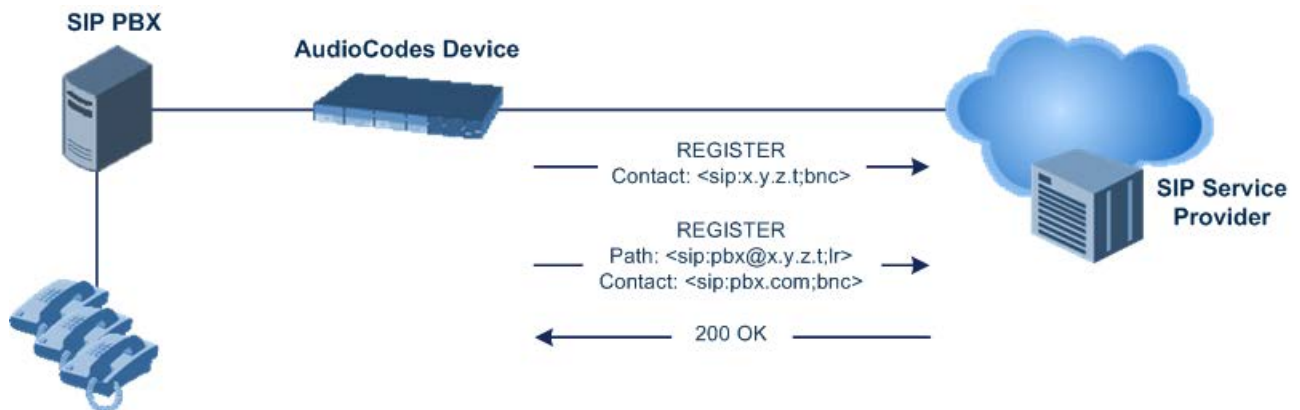 SIP PBX
AudioCodes Device
REGISTER
Contact: <sip:x.y.z.t;bnc>
SIP Service
Provider
REGISTER
Path: <sip:pbx@x.y.z.t;lr>
Contact: <sip:pbx.com;bnc>
200 OK